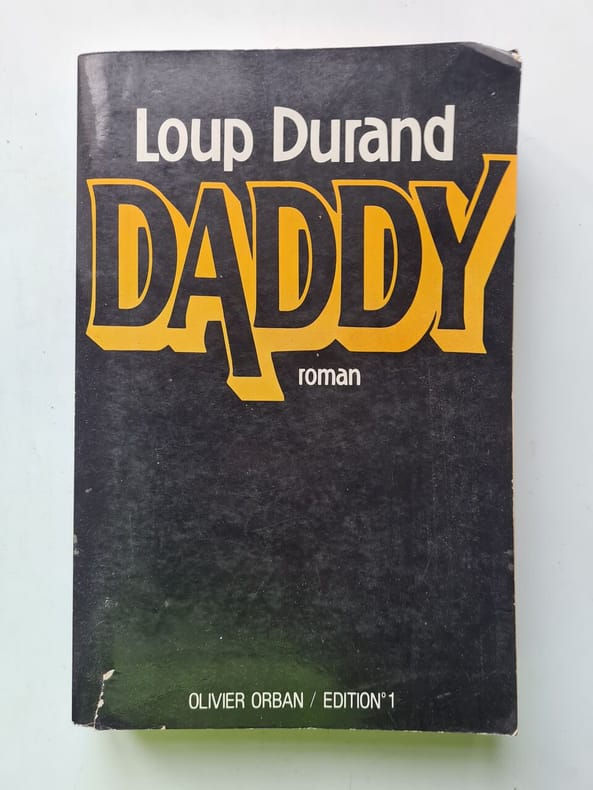 Loup Durand
DADDY
roman
OLIVIER ORBAN / EDITION°1